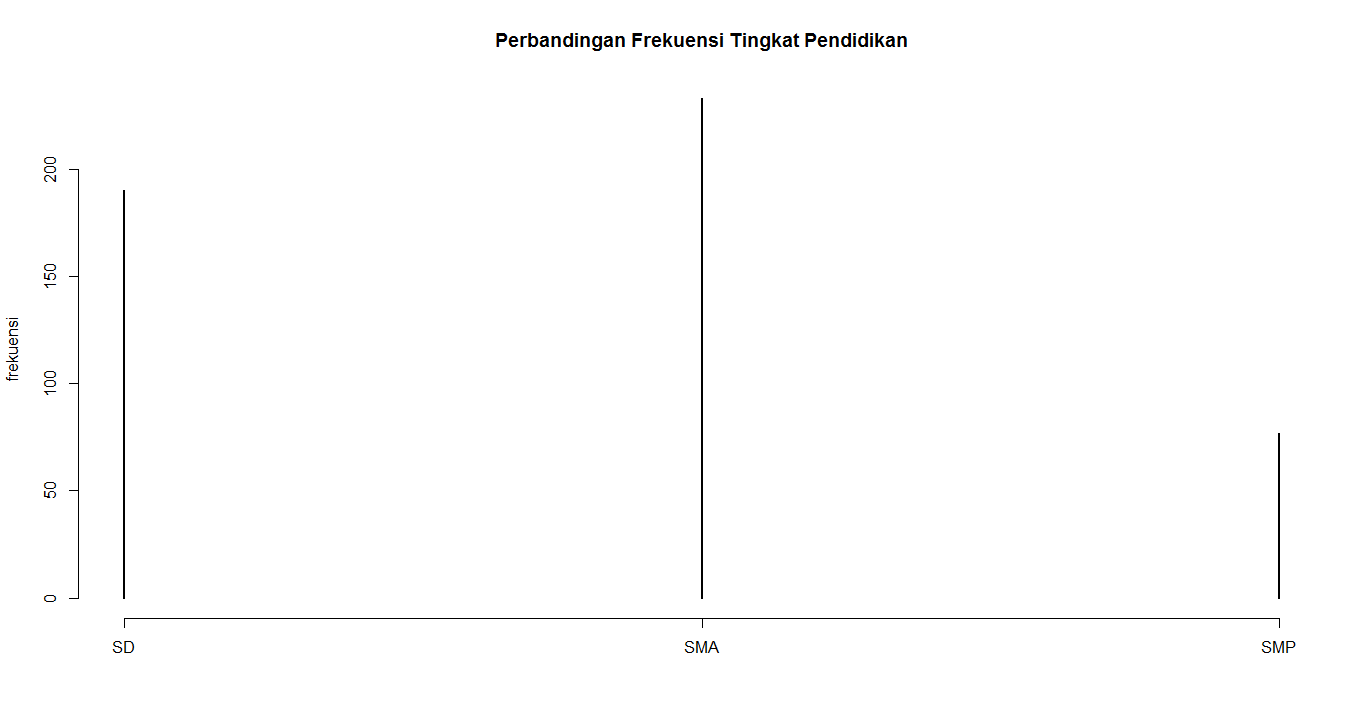 Perbandingan Frekuensi Tingkat Pendidikan
frekuensi
200
150
100
50
0
SD SMA SMP